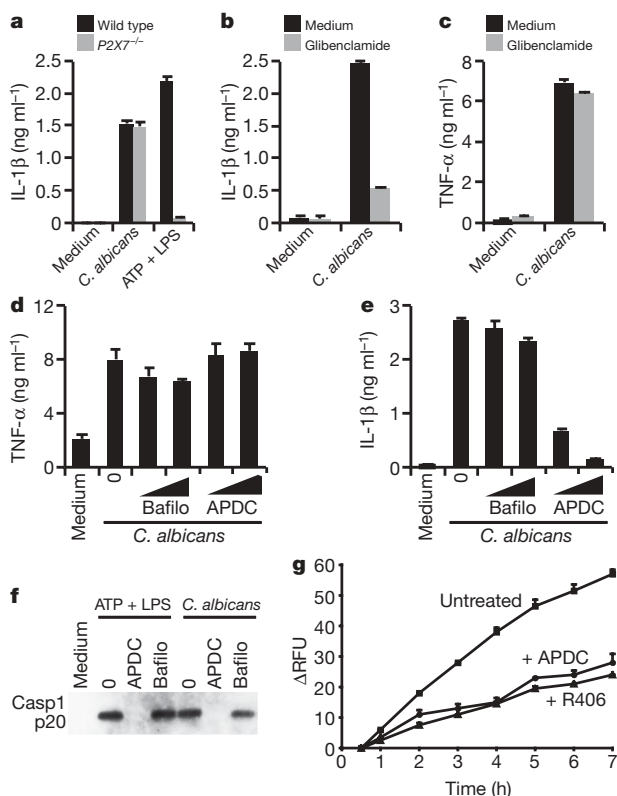 a
Wild type
P2X7–/–
IL-1β (ng ml–1)
2.5
2.0
1.5
1.0
0.5
0
Medium
C. albicans
ATP + LPS
b
Medium
Glibenclamide
IL-1β (ng ml–1)
2.5
2.0
1.5
1.0
0.5
0
Medium
C. albicans
c
Medium
Glibenclamide
TNF-α (ng ml–1)
8
6
4
2
0
Medium
C. albicans
d
TNF-α (ng ml–1)
12
8
4
0
Medium
0
Bafilo
APDC
C. albicans
e
IL-1β (ng ml–1)
3
2
1
0
Medium
0
Bafilo
APDC
C. albicans
f
ATP + LPS
C. albicans
Medium
0
APDC
Bafilo
0
APDC
Bafilo
Casp1
p20
g
ΔRFU
60
50
40
30
20
10
0
Untreated
+ APDC
+ R406
0 1 2 3 4 5 6 7
Time (h)